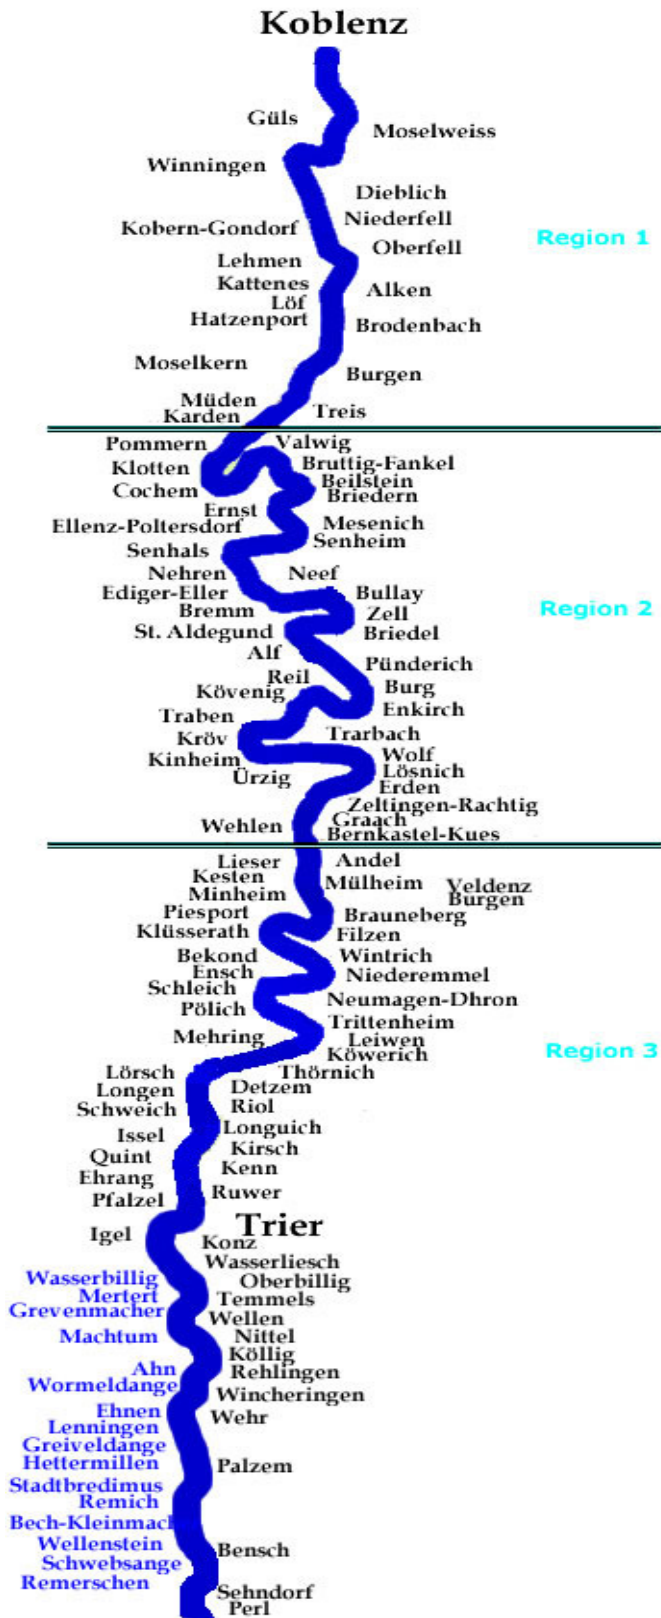 Koblenz
Güls
Moselweiss
Winningen
Dieblich
Niederfell
Kobern-Gondorf
Region 1
Oberfell
Lehmen
Kattenes
Alken
Löf
Hatzenport
Brodenbach
Moselkern
Burgen
Müden
Treis
Karden
Pommern
Valwig
Klotten
Bruttig-Fankel
Beilstein
Cochem
Briedern
Ernst
Ellenz-Poltersdorf
Mesenich
Senheim
Senhals
Nehren
Neef
Ediger-Eller
Bullay
Bremm
Zell
Region 2
St. Aldegund
Briedel
Alf
Pünderich
Reil
Kövenig
Burg
Enkirch
Traben
Trarbach
Kröv
Kinheim
Wolf
Lösnich
Ürzig
Erden
Zeltingen-Rachtig
Graach
Wehlen
Bernkastel-Kues
Lieser
Andel
Kesten
Mülheim
Veldenz
Minheim
Burgen
Piesport
Brauneberg
Klüsserath
Filzen
Bekond
Wintrich
Ensch
Niederemmel
Schleich
Neumagen-Dhron
Pölich
Trittenheim
Mehring
Leiwen
Köwerich
Region 3
Lörsch
Thörnich
Longen
Detzem
Schweich
Riol
Issel
Longuich
Kirsch
Quint
Kenn
Ehrang
Pfalzel
Ruwer
Trier
Igel
Konz
Wasserliesch
Wasserbillig
Oberbillig
Mertert
Temmels
Grevenmacher
Wellen
Machtum
Nittel
Köllig
Ahn
Rehlingen
Wormeldange
Wincheringen
Ehnen
Wehr
Lenningen
Greiveldange
Hettermillen
Palzem
Stadtbredimus
Remich
Bech-Kleinmach
Wellenstein
Bensch
Schwebsange
Remerschen
Sehndorf
Perl